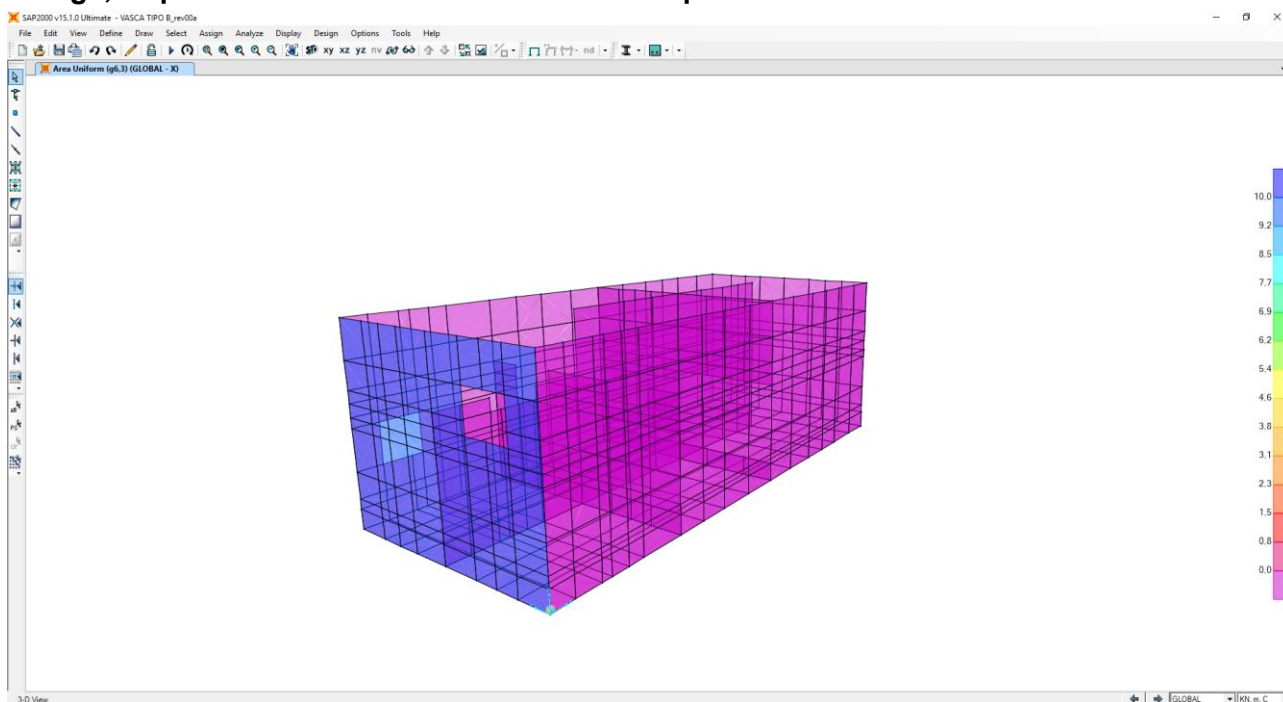 SAP2000 v15.1.0 Ultimate - VASCA TIPO B_rev00a
File Edit View Define Draw Select Assign Analyze Display Design Options Tools Help
xy xz yz nv nd
Area Uniform (g6,3) (GLOBAL - X)
10.0
9.2
8.5
7.7
6.9
6.2
5.4
4.6
3.8
3.1
2.3
1.5
0.8
0.0
3-D View
GLOBAL
KN, m, C